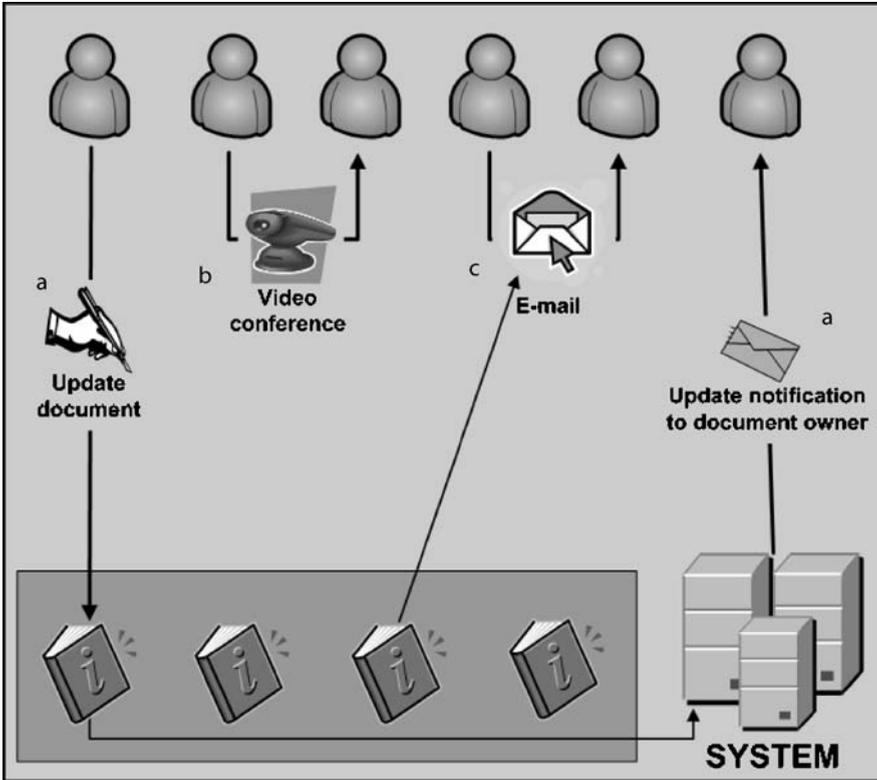 a
Update
document
b
Video
conference
c
E-mail
a
Update notification
to document owner
i
i
i
i
SYSTEM